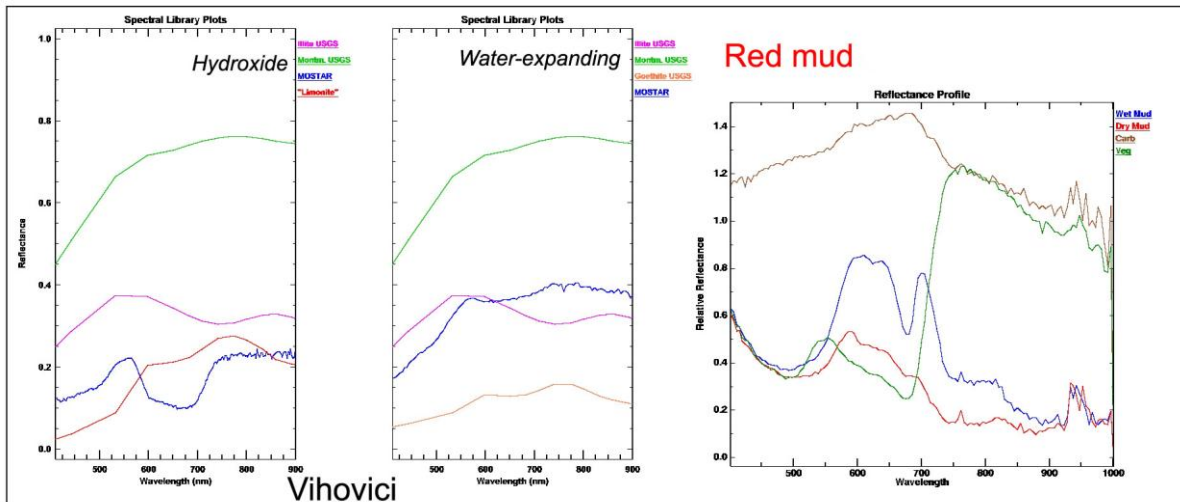 Spectral Library Plots
Hydroxide
Illite USGS
Montm. USGS
MOSTAR
"Limonite"
1.0
0.8
0.6
0.4
0.2
0.0
Reflectance
500 600 700 800 900
Wavelength (nm)
Spectral Library Plots
Water-expanding
Illite USGS
Montm. USGS
Goethite USGS
MOSTAR
500 600 700 800 900
Wavelength (nm)
Vihovici
Red mud
Reflectance Profile
Wet Mud
Dry Mud
Carb
Veg
1.4
1.2
1.0
0.8
0.6
0.4
0.2
0.0
Relative Reflectance
500 600 700 800 900 1000
Wavelength